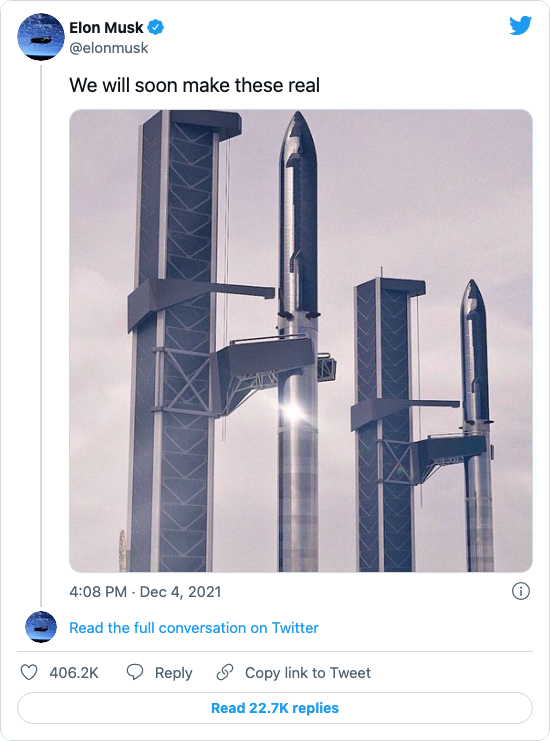 Elon Musk
@elonmusk
We will soon make these real
4:08 PM · Dec 4, 2021
Read the full conversation on Twitter
406.2K Reply Copy link to Tweet
Read 22.7K replies